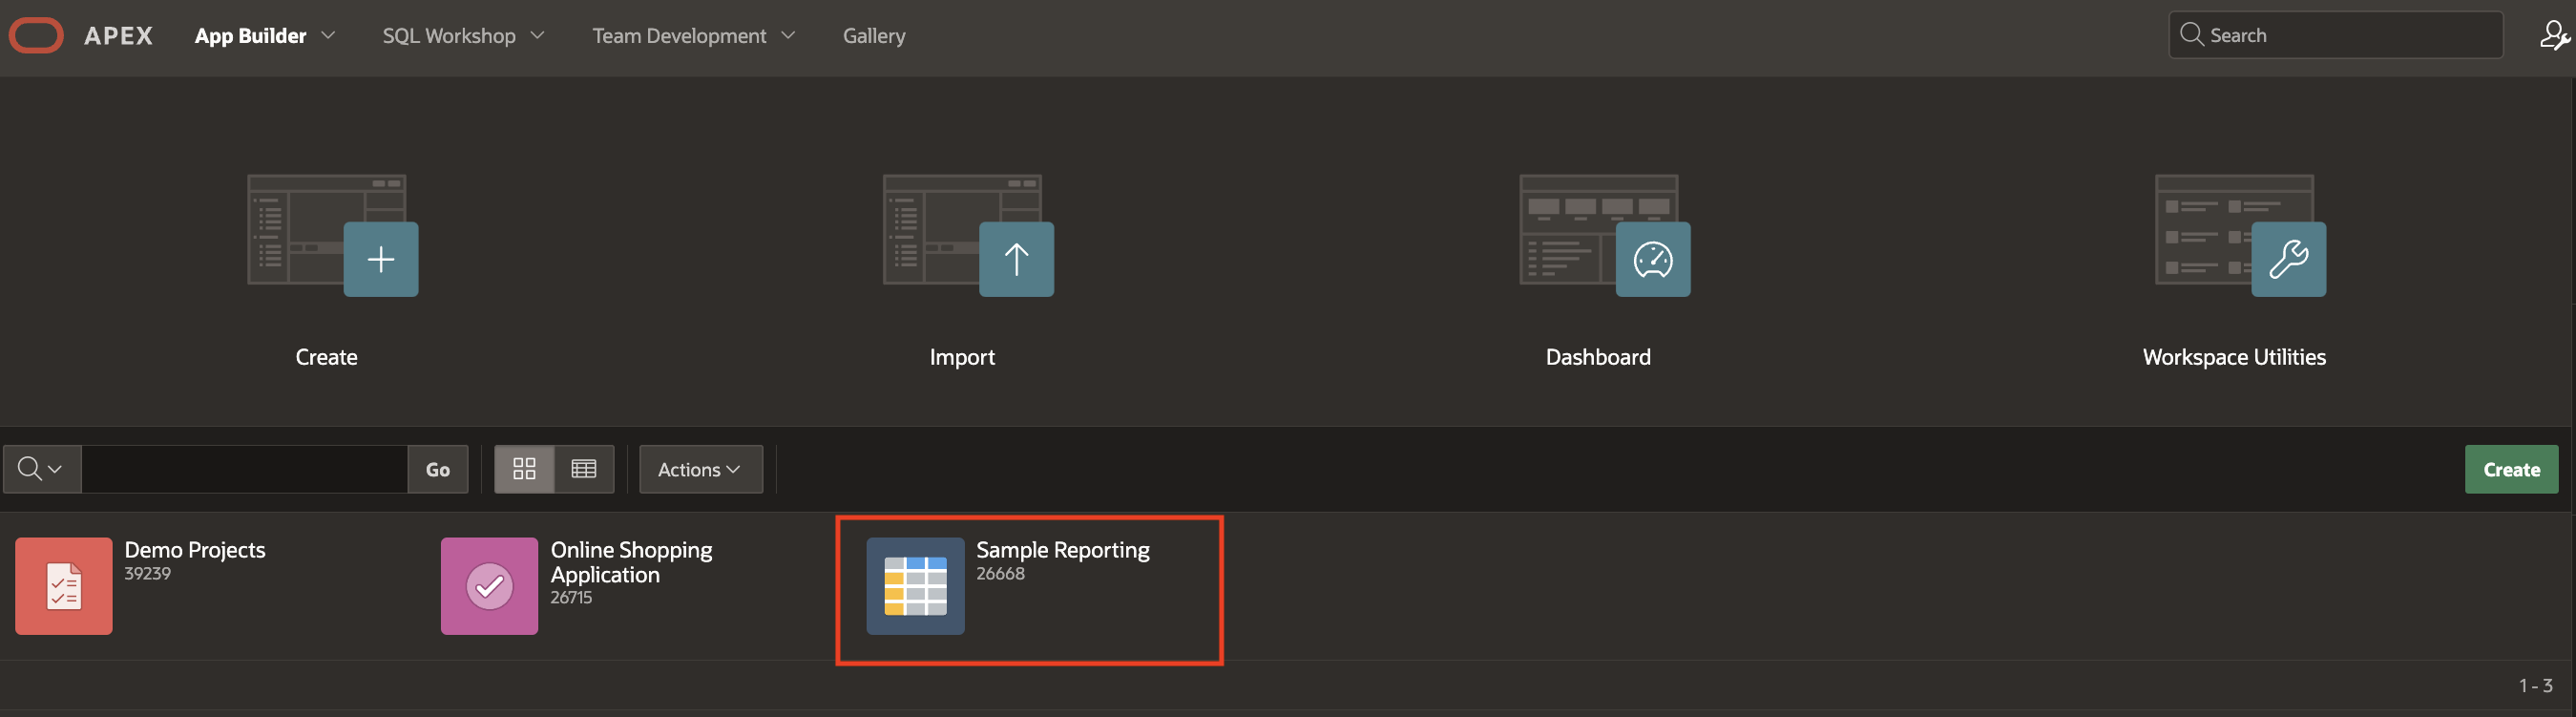 APEX App Builder SQL Workshop Team Development Gallery Search
Create Import Dashboard Workspace Utilities
Go Actions Create
Demo Projects
39239
Online Shopping
Application
26715
Sample Reporting
26668
1 - 3